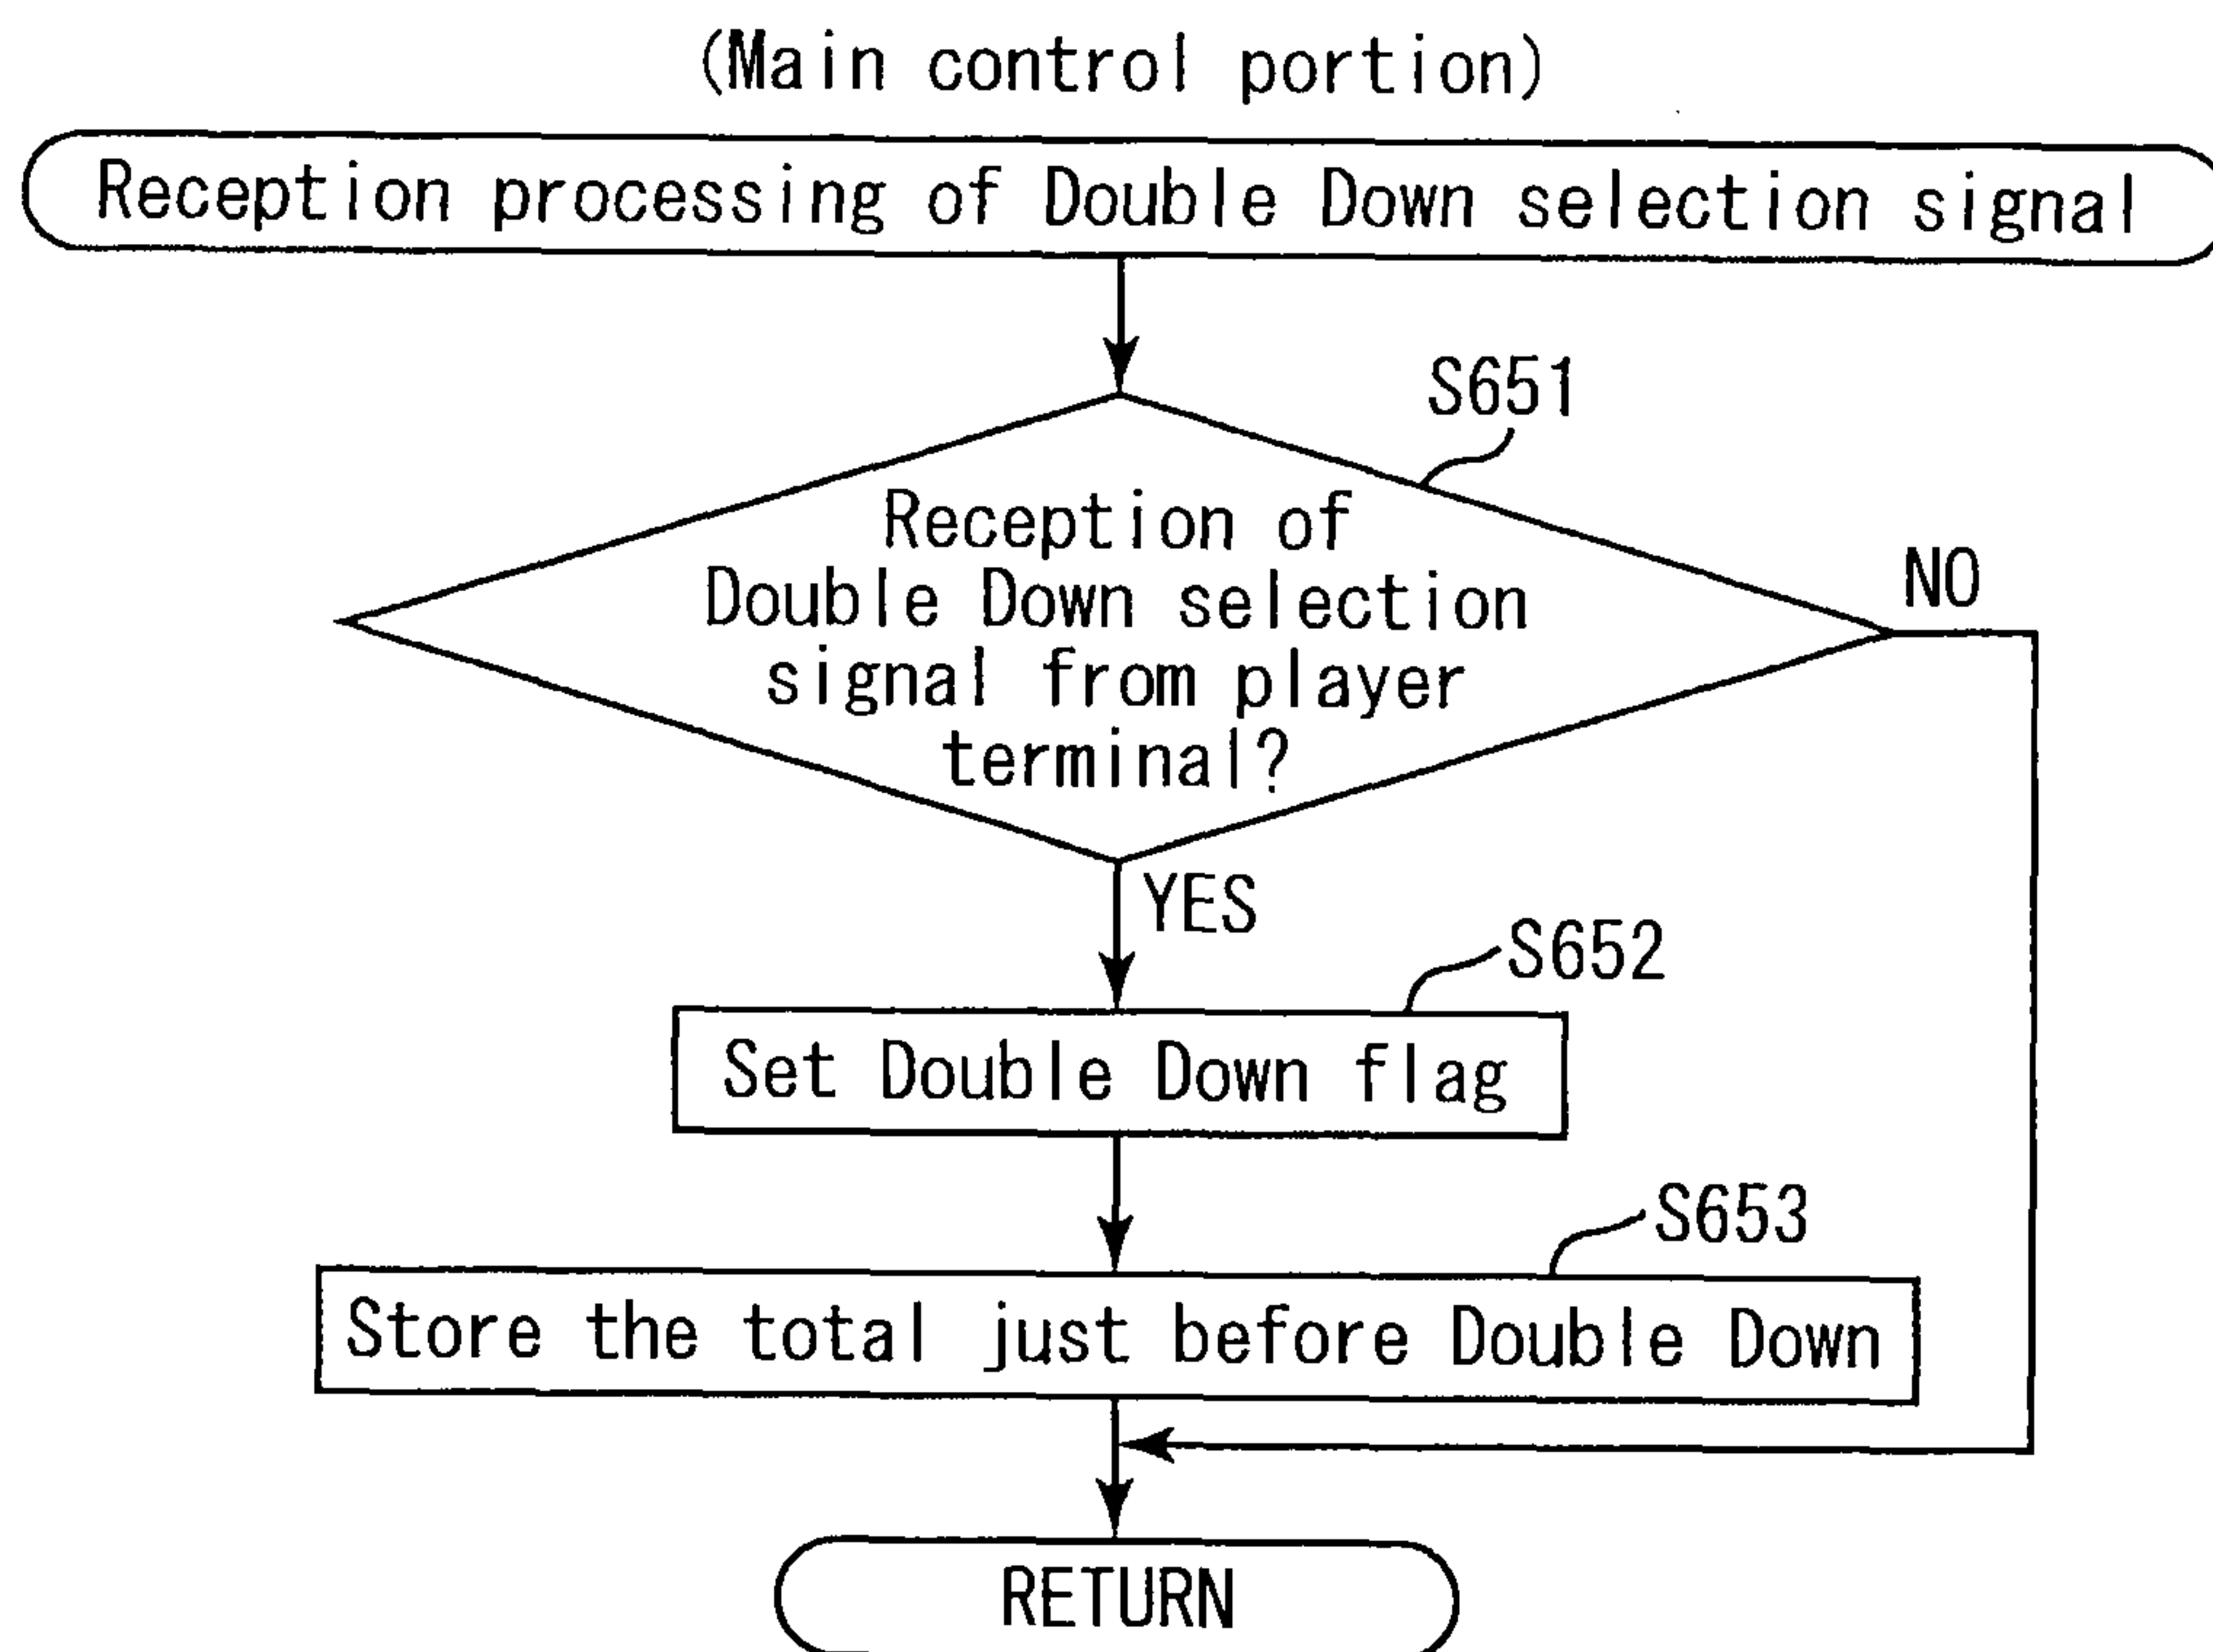 (Main control portion)
Reception processing of Double Down selection signal
S651
Reception of
Double Down selection
signal from player
terminal?
NO
YES
S652
Set Double Down flag
S653
Store the total just before Double Down
RETURN